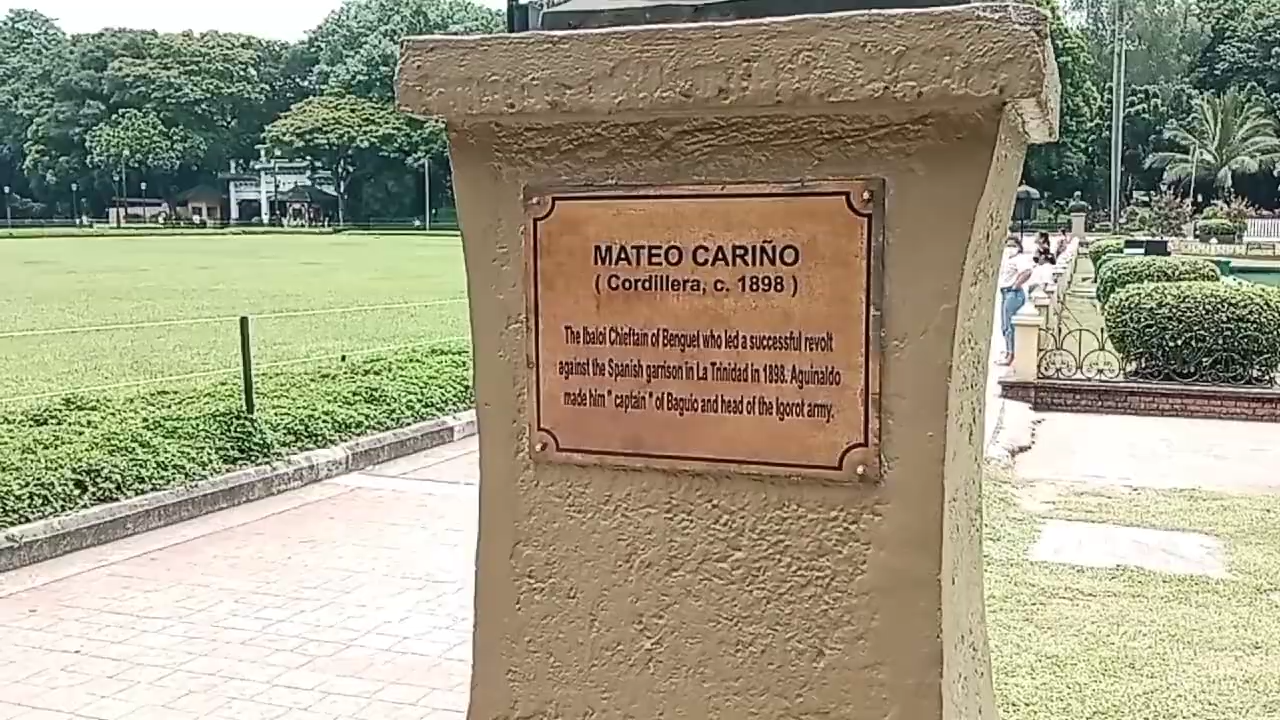 MATEO CARIÑO
( Cordillera, c. 1898 )
The Ibaloi Chieftain of Benguet who led a successful revolt
against the Spanish garrison in La Trinidad in 1898. Aguinaldo
made him " captain " of Baguio and head of the Igorot army.